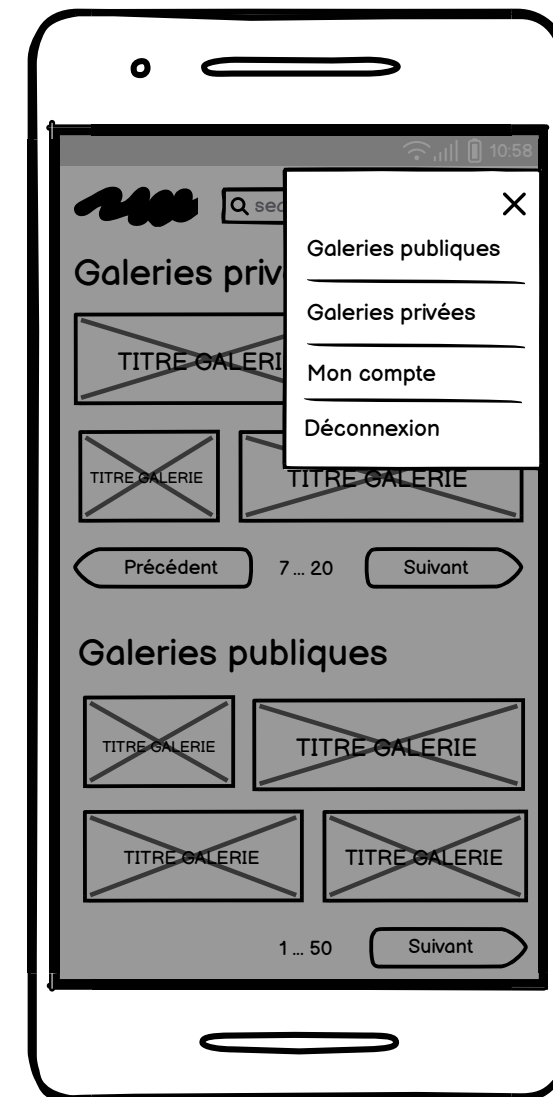 10:58
sea
Galeries publiques
Galeries priv
Galeries privées
TITRE GALERI
Mon compte
Déconnexion
TITRE GALERIE
TITRE GALERIE
Précédent
7 ... 20
Suivant
Galeries publiques
TITRE GALERIE
TITRE GALERIE
TITRE GALERIE
TITRE GALERIE
1 ... 50
Suivant